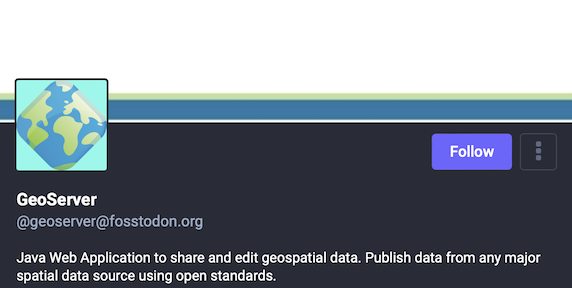 Follow
GeoServer
@geoserver@fosstodon.org
Java Web Application to share and edit geospatial data. Publish data from any major
spatial data source using open standards.